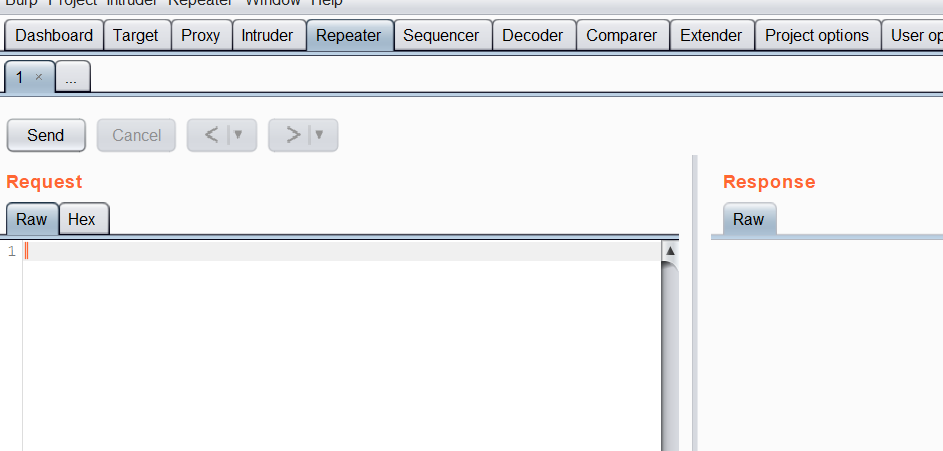 Burp Project Intruder Repeater Window Help
Dashboard Target Proxy Intruder Repeater Sequencer Decoder Comparer Extender Project options User op
1 × ...
Send Cancel < ▼ > ▼
Request Response
Raw Hex Raw
1